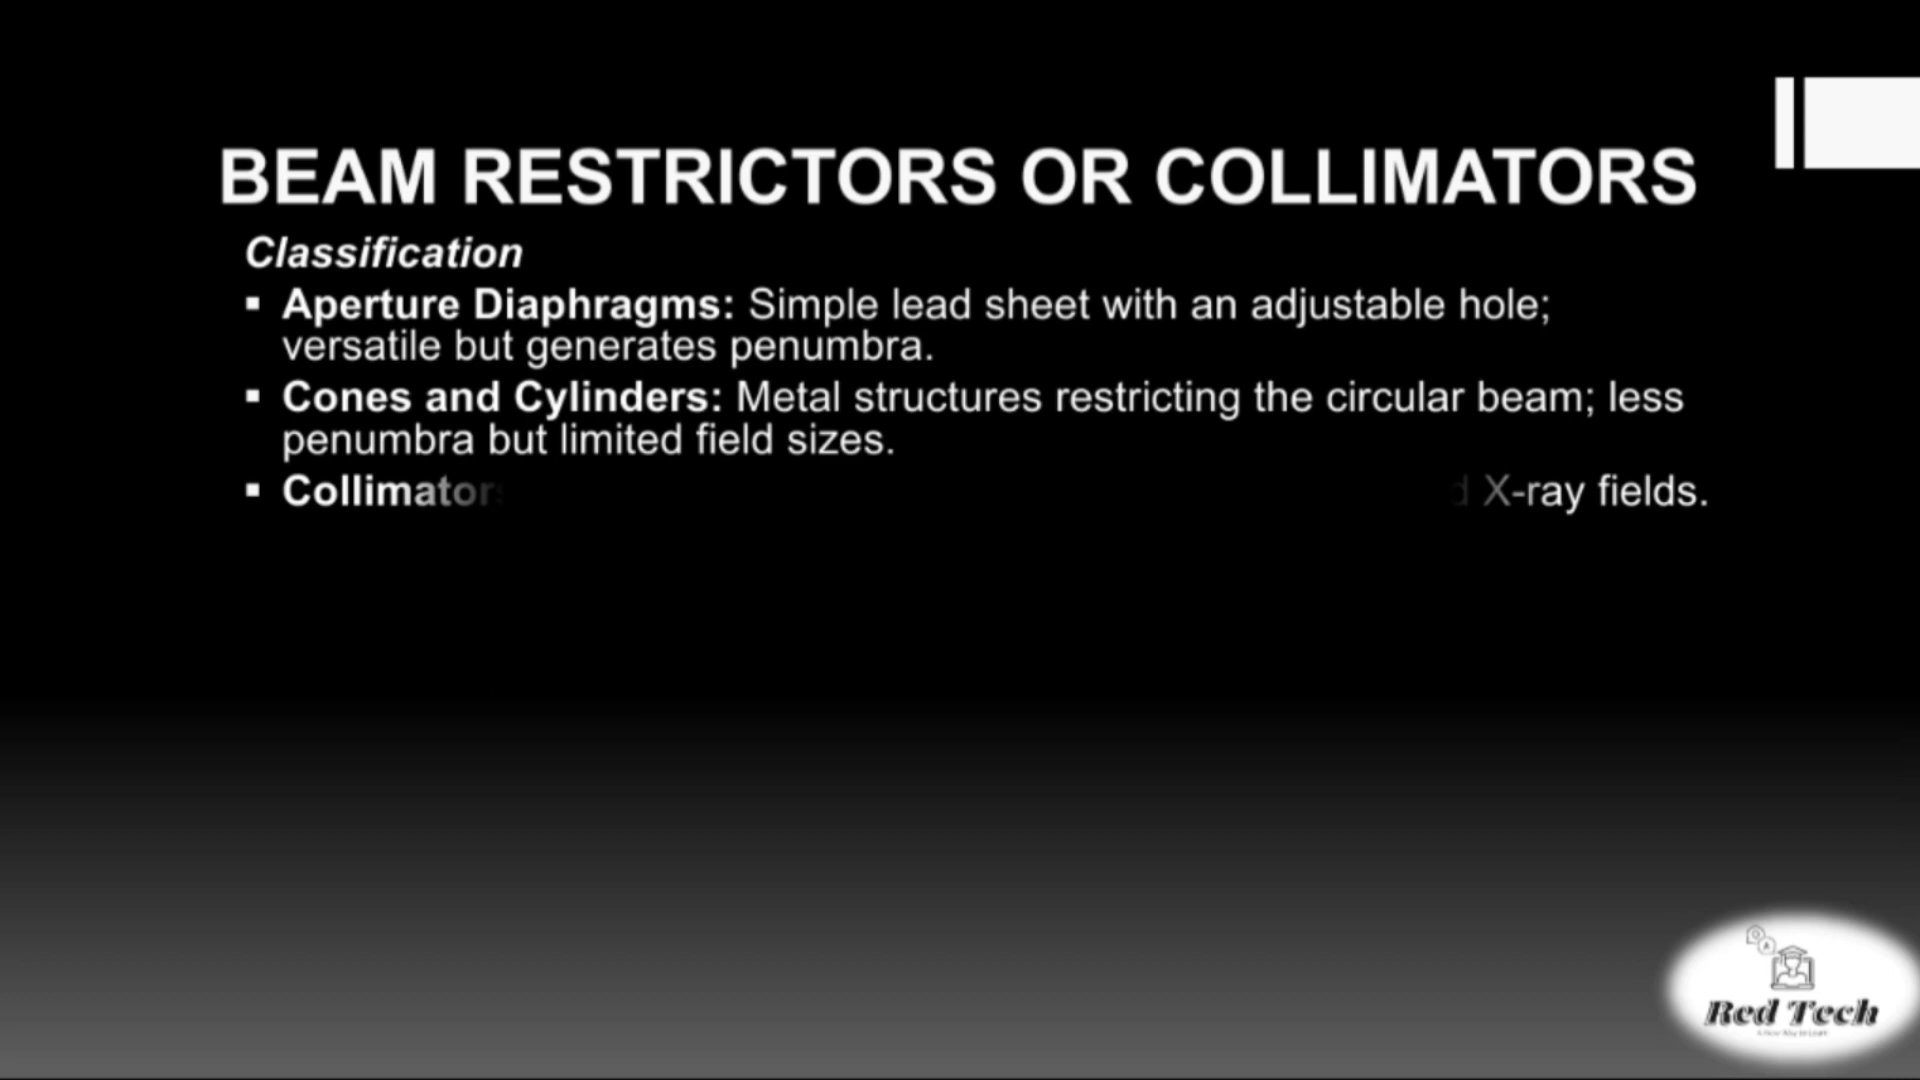 BEAM RESTRICTORS OR COLLIMATORS
Classification
▪ Aperture Diaphragms: Simple lead sheet with an adjustable hole;
versatile but generates penumbra.
▪ Cones and Cylinders: Metal structures restricting the circular beam; less
penumbra but limited field sizes.
▪ Collimators X-ray fields.
Red Tech